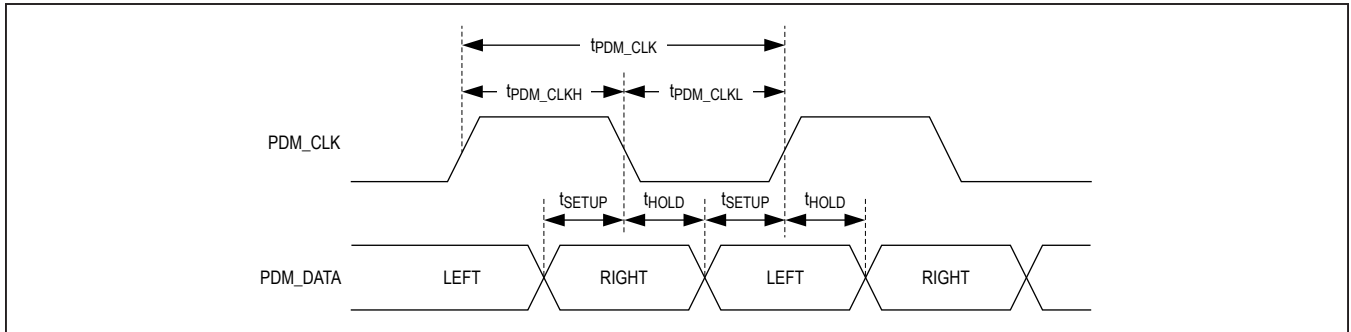 tPDM_CLK
tPDM_CLKH tPDM_CLKL
PDM_CLK
tSETUP tHOLD tSETUP tHOLD
PDM_DATA LEFT RIGHT LEFT RIGHT